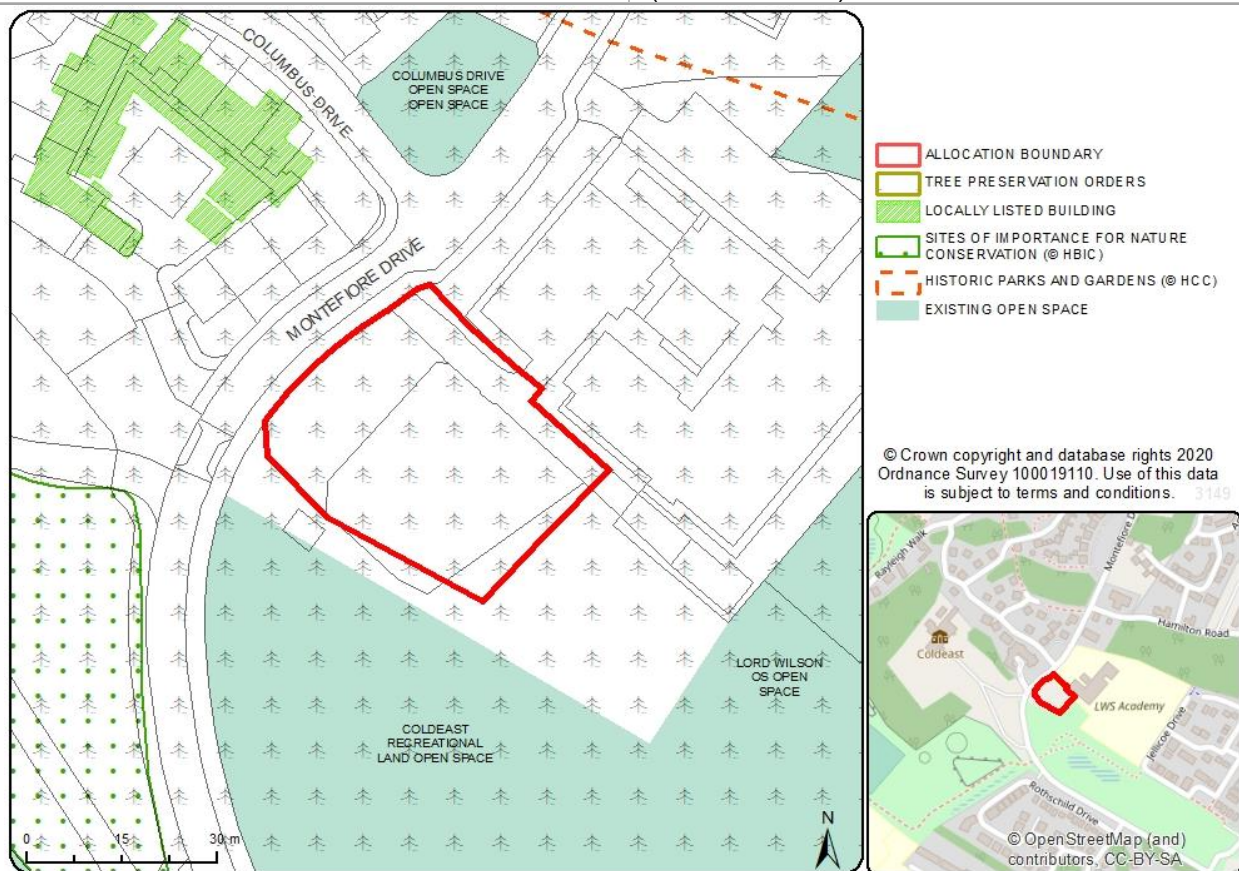 COLUMBUS DRIVE
COLUMBUS DRIVE
OPEN SPACE
OPEN SPACE
MONTEFIORE DRIVE
LORD WILSON
OS OPEN
SPACE
COLDEAST
RECREATIONAL
LAND OPEN SPACE
0 15 30 m
N
ALLOCATION BOUNDARY
TREE PRESERVATION ORDERS
LOCALLY LISTED BUILDING
SITES OF IMPORTANCE FOR NATURE
CONSERVATION (© HBIC)
HISTORIC PARKS AND GARDENS (© HCC)
EXISTING OPEN SPACE
© Crown copyright and database rights 2020
Ordnance Survey 100019110. Use of this data
is subject to terms and conditions. 3149
Rayleigh Walk
Montefiore D
Hamilton Road
Coldeast
LWS Academy
Jellicoe Drive
Rothschild Drive
© OpenStreetMap (and)
contributors, CC-BY-SA